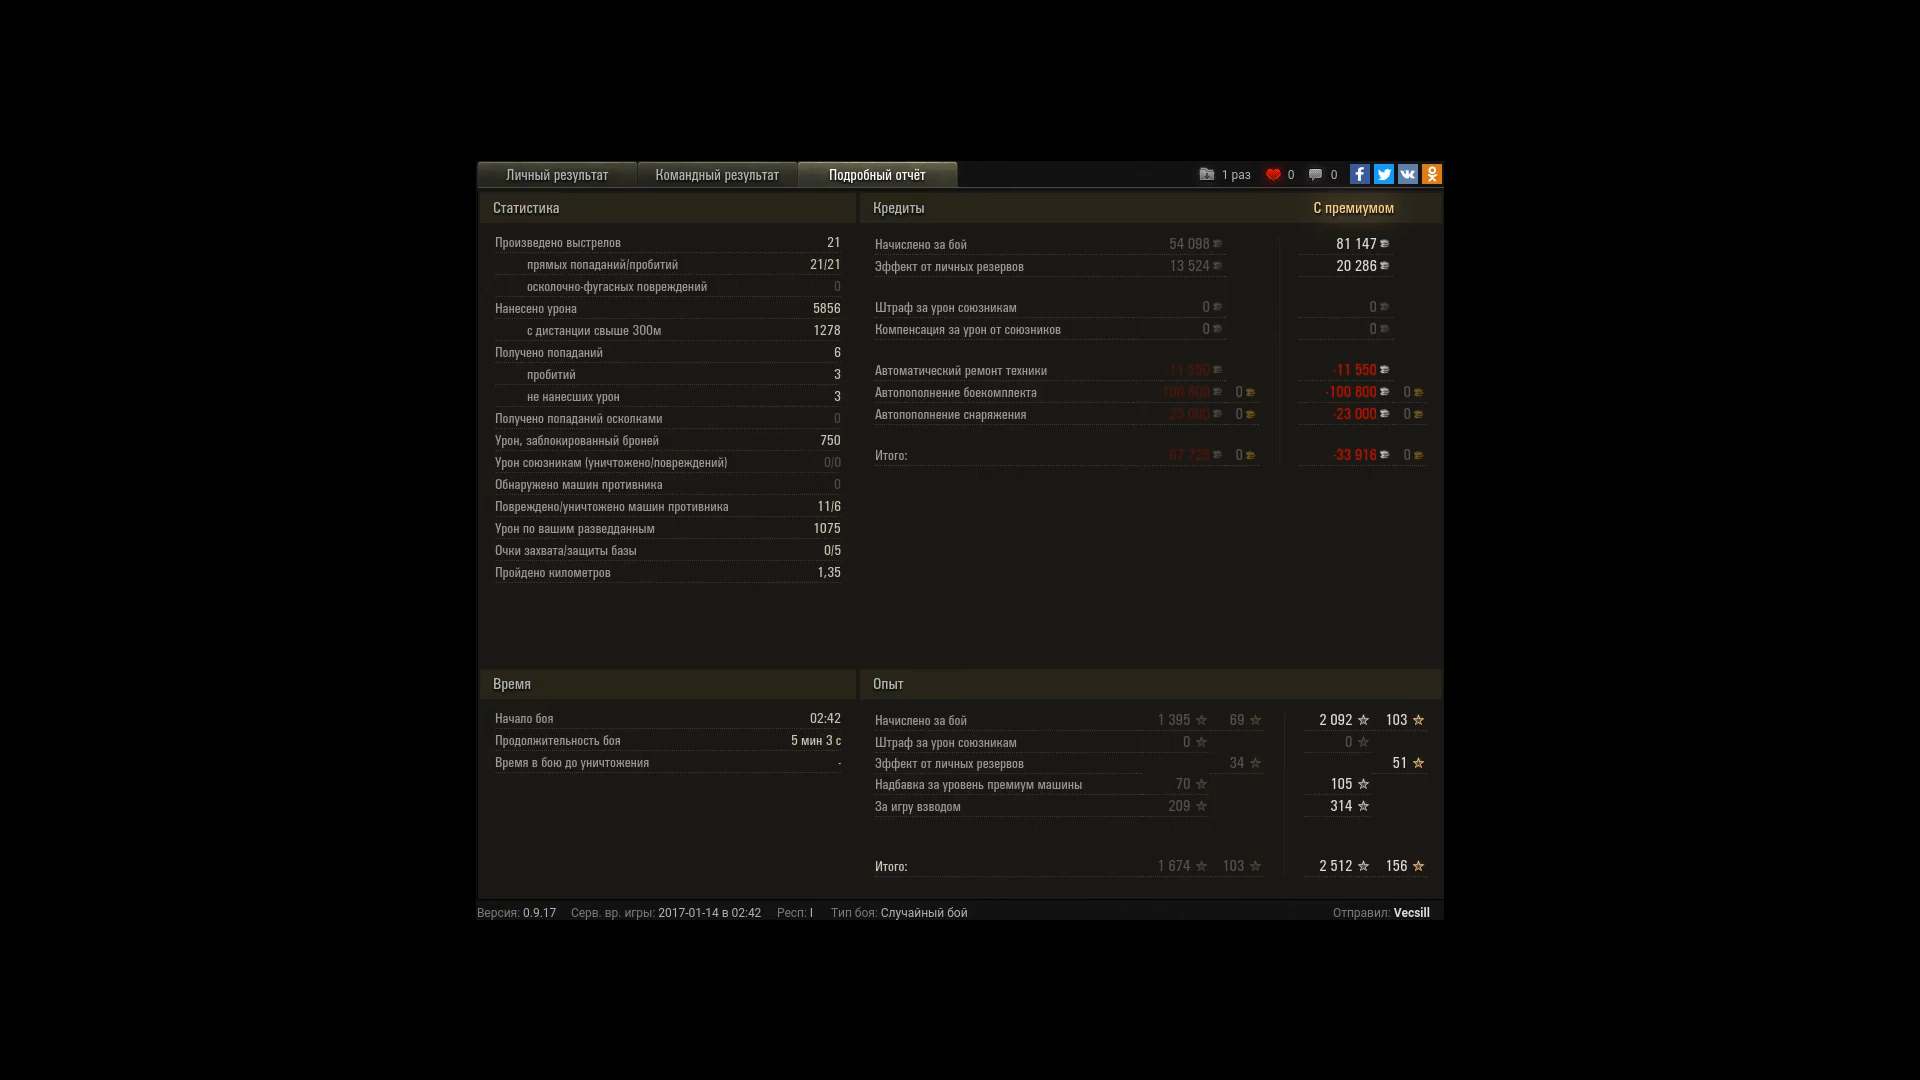 Личный результат Командный результат Подробный отчёт 1 раз 0 0
Статистика
Произведено выстрелов 21
прямых попаданий/пробитий 21/21
осколочно-фугасных повреждений 0
Нанесено урона 5856
с дистанции свыше 300м 1278
Получено попаданий 6
пробитий 3
не нанесших урон 3
Получено попаданий осколками 0
Урон, заблокированный броней 750
Урон союзникам (уничтожено/повреждений) 0/0
Обнаружено машин противника 0
Повреждено/уничтожено машин противника 11/6
Урон по вашим разведданным 1075
Очки захвата/защиты базы 0/5
Пройдено километров 1,35
Кредиты С премиумом
Начислено за бой 54 098 81 147
Эффект от личных резервов 13 524 20 286
Штраф за урон союзникам 0 0
Компенсация за урон от союзников 0 0
Автоматический ремонт техники -11 550 -11 550
Автопополнение боекомплекта -100 800 0 -100 800 0
Автопополнение снаряжения -23 000 0 -23 000 0
Итого: 0 -33 916 0
Время
Начало боя 02:42
Продолжительность боя 5 мин 3 с
Время в бою до уничтожения -
Опыт
Начислено за бой 1 395 69 2 092 103
Штраф за урон союзникам 0 0
Эффект от личных резервов 34 51
Надбавка за уровень премиум машины 70 105
За игру взводом 209 314
Итого: 1 674 103 2 512 156
Версия: 0.9.17 Серв. вр. игры: 2017-01-14 в 02:42 Респ: I Тип боя: Случайный бой Отправил: Vecsill